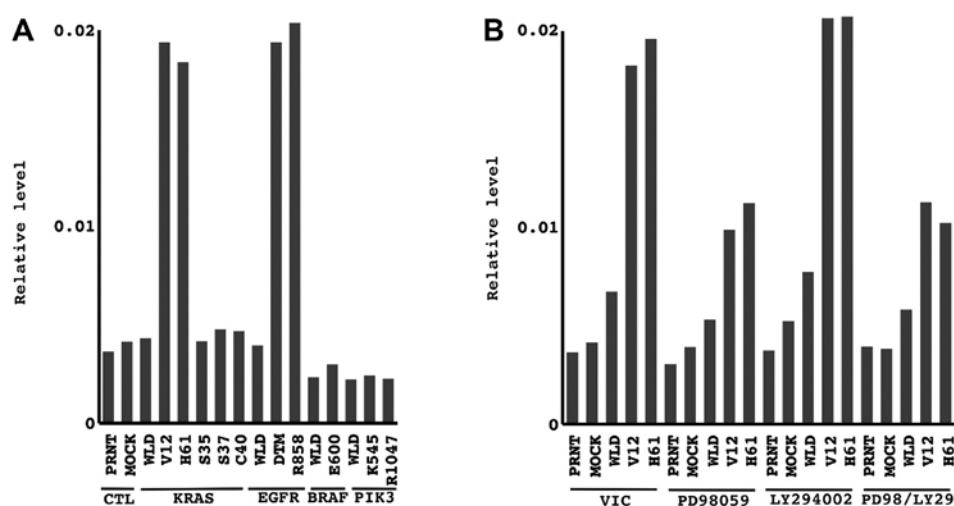 A
0.02
0.01
0
Relative level
PRNT MOCK WLD V12 H61 S35 S37 C40 WLD DTM R858 WLD E600 WLD K545 R1047
CTL KRAS EGFR BRAF PIK3
B
0.02
0.01
0
Relative level
PRNT MOCK WLD V12 H61 PRNT MOCK WLD V12 H61 PRNT MOCK WLD V12 H61 PRNT MOCK WLD V12 H61
VIC PD98059 LY294002 PD98/LY29